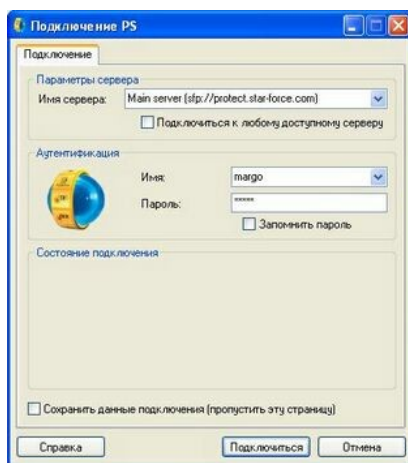 Подключение PS
Подключение
Параметры сервера
Имя сервера: Main server (sfp://protect.star-force.com)
Подключиться к любому доступному серверу
Аутентификация
Имя: margo
Пароль: *****
Запомнить пароль
Состояние подключения
Сохранить данные подключения (пропустить эту страницу)
Справка Подключиться Отмена